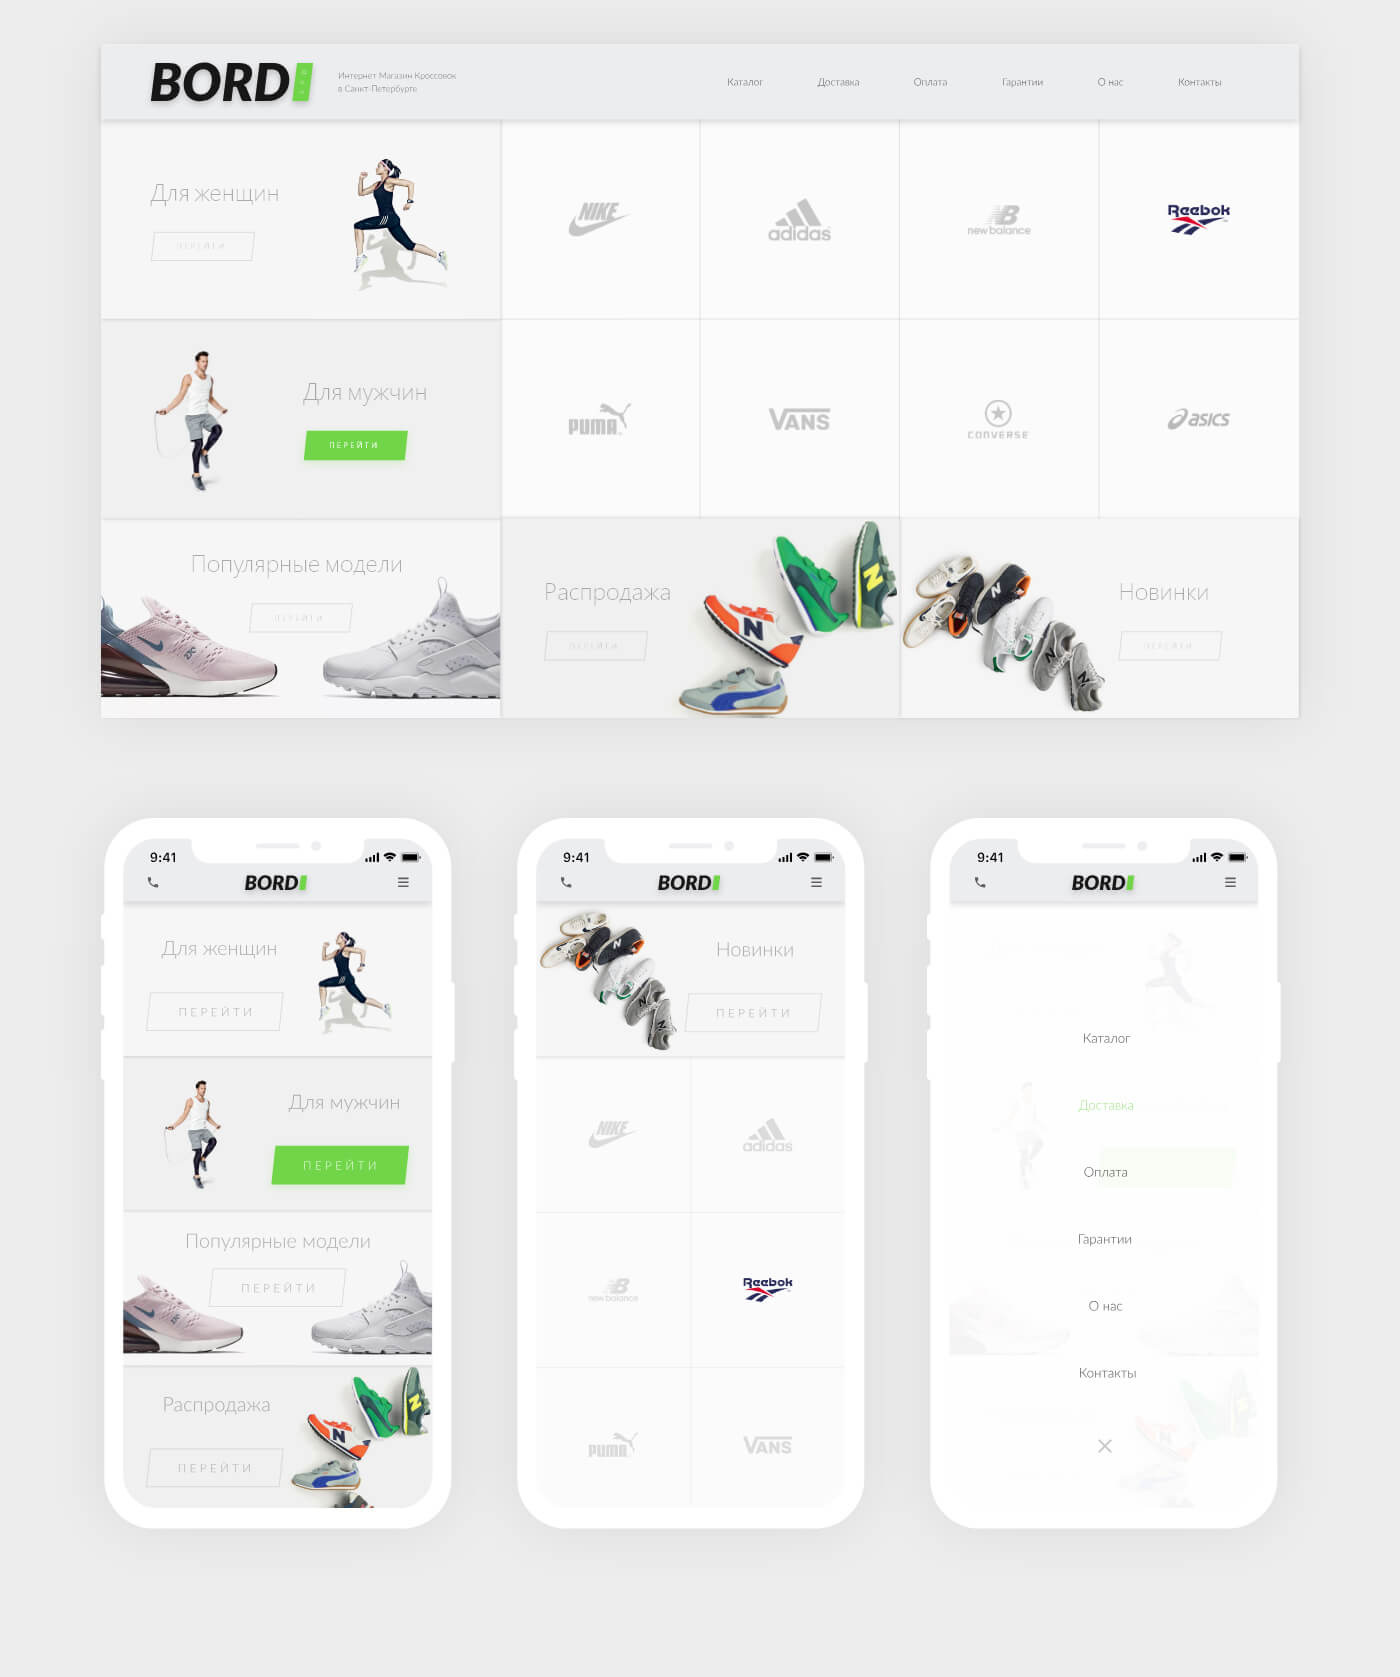 BORD
Интернет Магазин Кроссовок
в Санкт-Петербурге
Каталог
Доставка
Оплата
Гарантии
О нас
Контакты
Для женщин
ПЕРЕЙТИ
NIKE
adidas
new balance
Reebok
Для мужчин
ПЕРЕЙТИ
PUMA
VANS
CONVERSE
asics
Популярные модели
ПЕРЕЙТИ
Распродажа
ПЕРЕЙТИ
Новинки
ПЕРЕЙТИ
9:41
BORD
Для женщин
ПЕРЕЙТИ
Для мужчин
ПЕРЕЙТИ
Популярные модели
ПЕРЕЙТИ
Распродажа
ПЕРЕЙТИ
9:41
BORD
Новинки
ПЕРЕЙТИ
NIKE
adidas
new balance
Reebok
PUMA
VANS
9:41
BORD
Каталог
Доставка
Оплата
Гарантии
О нас
Контакты